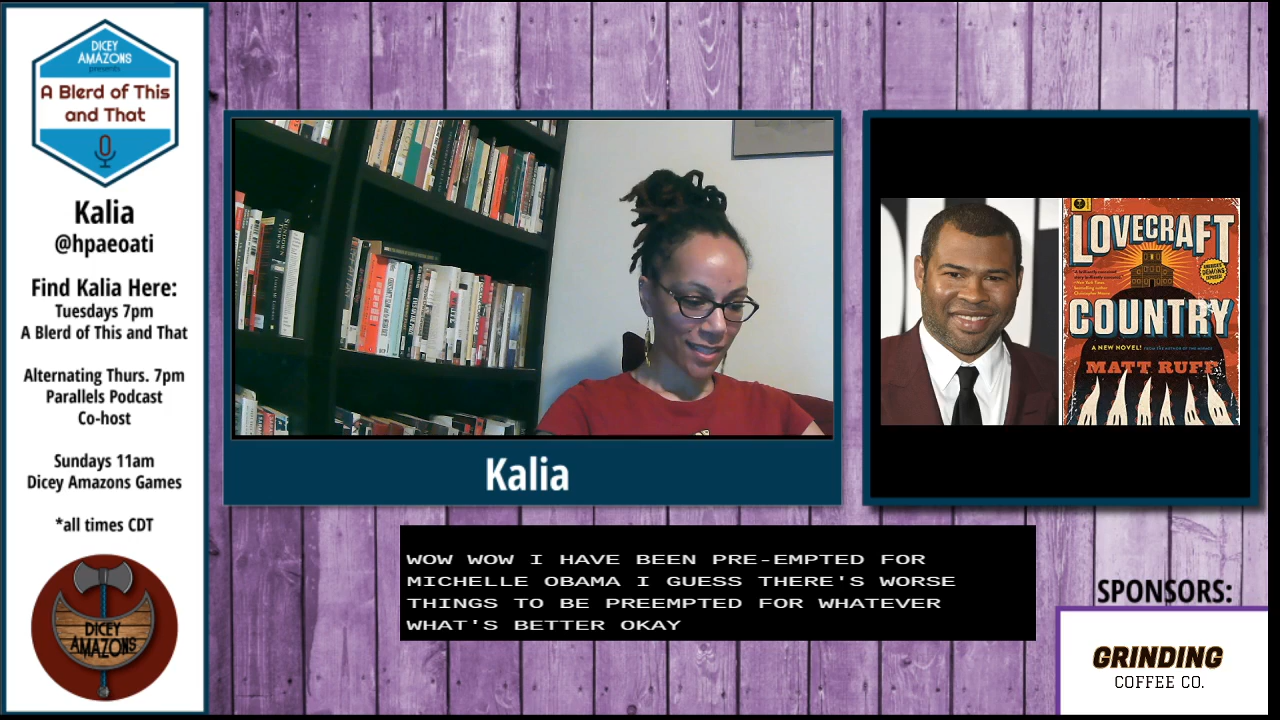 DICEY
AMAZONS
presents
A Blerd of This
and That
Kalia
@hpaeoati
Find Kalia Here:
Tuesdays 7pm
A Blerd of This and That
Alternating Thurs. 7pm
Parallels Podcast
Co-host
Sundays 11am
Dicey Amazons Games
*all times CDT
DICEY
AMAZONS
Kalia
LOVECRAFT
COUNTRY
A NEW NOVEL!
MATT RUFF
WOW WOW I HAVE BEEN PRE-EMPTED FOR
MICHELLE OBAMA I GUESS THERE'S WORSE
THINGS TO BE PREEMPTED FOR WHATEVER
WHAT'S BETTER OKAY
SPONSORS:
GRINDING
COFFEE CO.